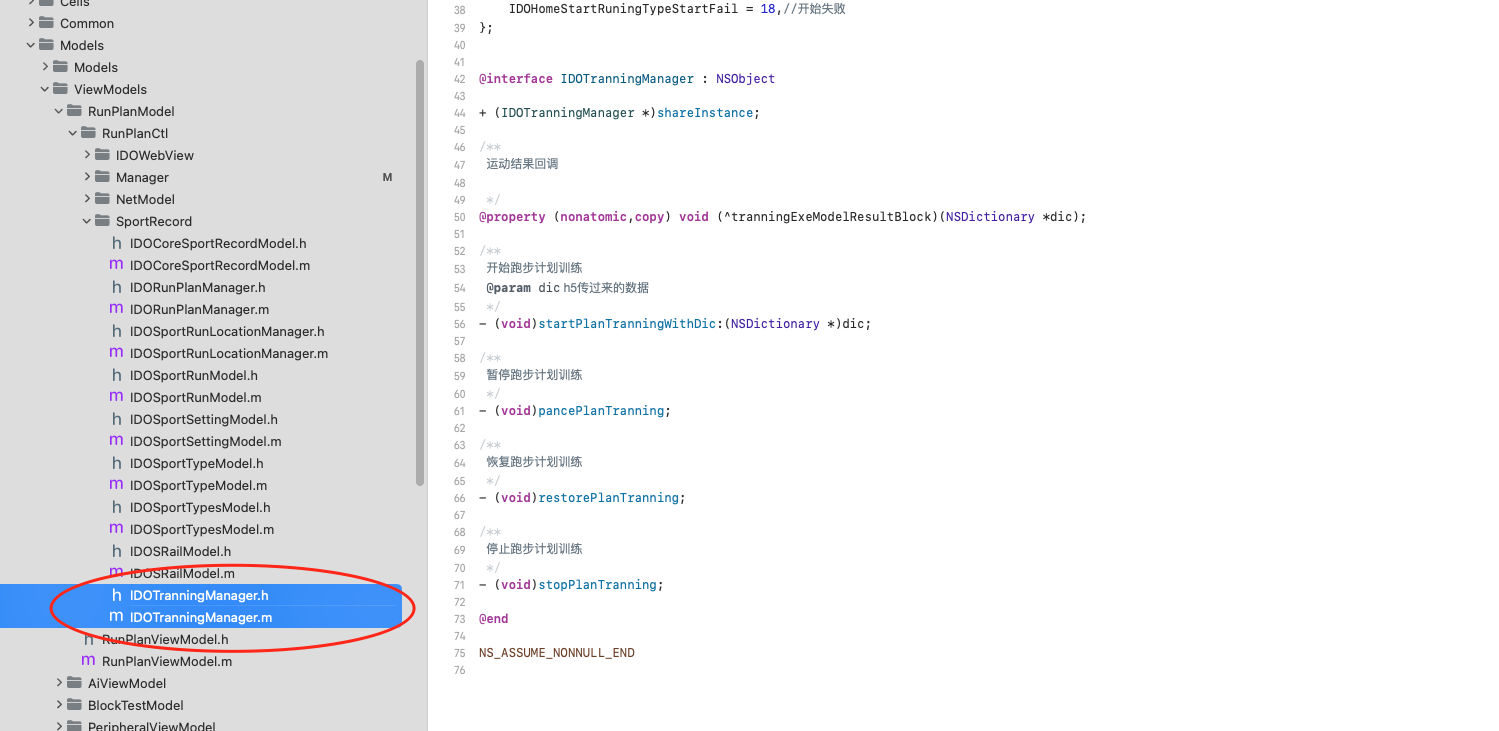 Cells
Common
Models
Models
ViewModels
RunPlanModel
RunPlanCtl
IDOWebView
Manager M
NetModel
SportRecord
h IDOCoreSportRecordModel.h
m IDOCoreSportRecordModel.m
h IDORunPlanManager.h
m IDORunPlanManager.m
h IDOSportRunLocationManager.h
m IDOSportRunLocationManager.m
h IDOSportRunModel.h
m IDOSportRunModel.m
h IDOSportSettingModel.h
m IDOSportSettingModel.m
h IDOSportTypeModel.h
m IDOSportTypeModel.m
h IDOSportTypesModel.h
m IDOSportTypesModel.m
h IDOSRailModel.h
m IDOSRailModel.m
h IDOTranningManager.h
m IDOTranningManager.m
h RunPlanViewModel.h
m RunPlanViewModel.m
AiViewModel
BlockTestModel
PeripheralViewModel
38 IDOHomeStartRuningTypeStartFail = 18,//开始失败
39 };
40
41
42 @interface IDOTranningManager : NSObject
43
44 + (IDOTranningManager *)shareInstance;
45
46 /**
47 运动结果回调
48
49 */
50 @property (nonatomic,copy) void (^tranningExeModelResultBlock)(NSDictionary *dic);
51
52 /**
53 开始跑步计划训练
54 @param dic h5传过来的数据
55 */
56 - (void)startPlanTranningWithDic:(NSDictionary *)dic;
57
58 /**
59 暂停跑步计划训练
60 */
61 - (void)pancePlanTranning;
62
63 /**
64 恢复跑步计划训练
65 */
66 - (void)restorePlanTranning;
67
68 /**
69 停止跑步计划训练
70 */
71 - (void)stopPlanTranning;
72
73 @end
74
75 NS_ASSUME_NONNULL_END
76